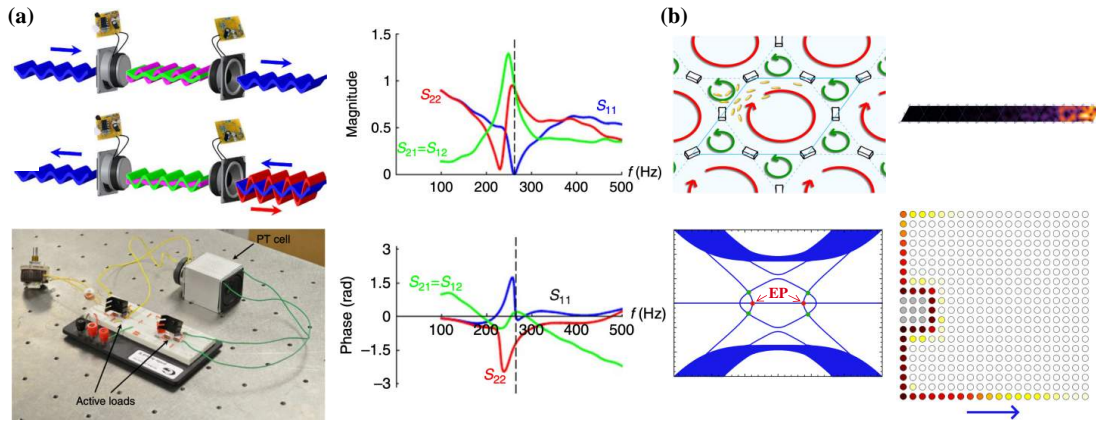 (a)
(b)
Magnitude
1.5
1
0.5
0
S22
S11
S21=S12
f (Hz)
100
200
300
400
500
PT cell
Active loads
Phase (rad)
3
1.5
0
−1.5
−3
S21=S12
S11
f (Hz)
100
200
300
400
500
S22
EP